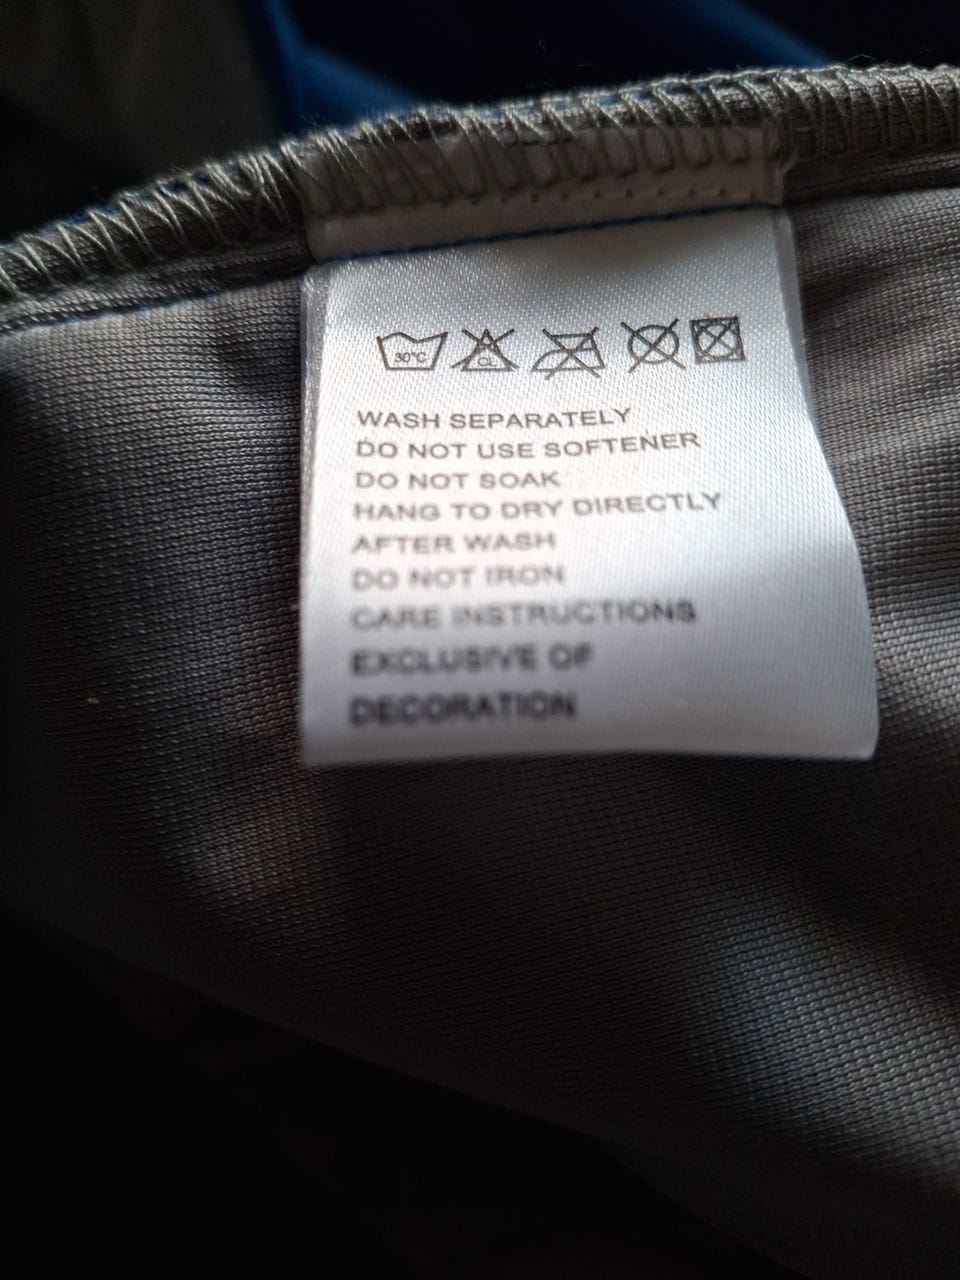 30°C CL
WASH SEPARATELY
DO NOT USE SOFTENER
DO NOT SOAK
HANG TO DRY DIRECTLY
AFTER WASH
DO NOT IRON
CARE INSTRUCTIONS
EXCLUSIVE OF
DECORATION